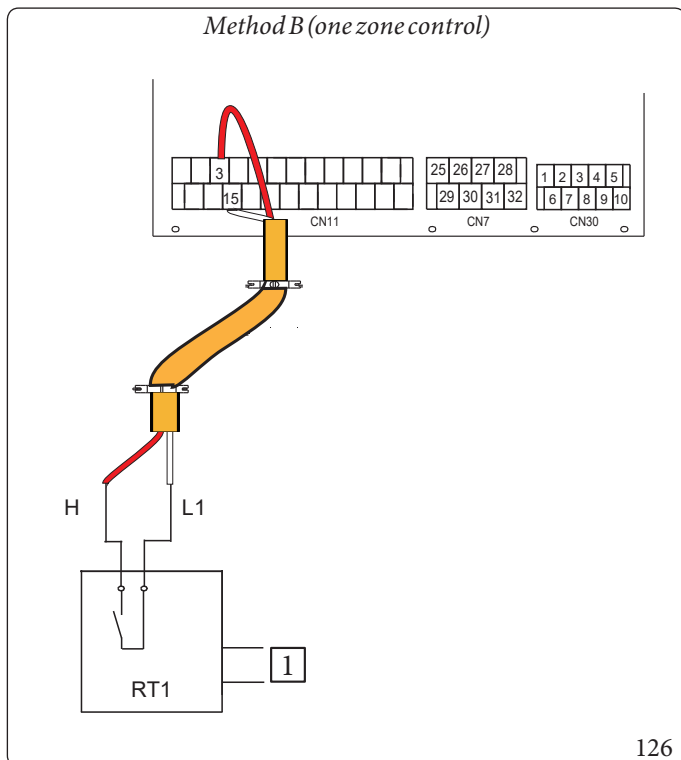 Method B (one zone control)
3
25 26 27 28
1 2 3 4 5
15
29 30 31 32
6 7 8 9 10
CN11
CN7
CN30
H
L1
1
RT1
126